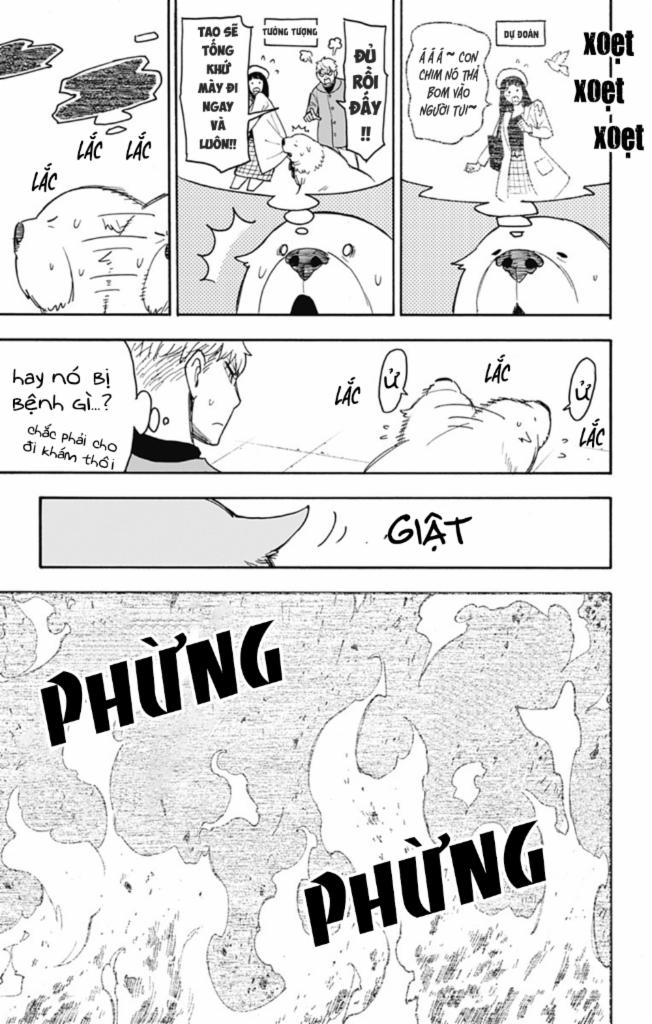 xoẹt
xoẹt
xoẹt
DỰ ĐOÁN
Á Á Á~ CON
CHIM NÓ THẢ
BOM VÀO
NGƯỜI TUI~
TƯỞNG TƯỢNG
ĐỦ
RỒI
ĐẤY
!!
TAO SẼ
TỐNG
KHỨ
MÀY ĐI
NGAY
VÀ
LUÔN!!
LẮC
LẮC
LẮC
Ử
LẮC
LẮC
Ử
LẮC
hay nó bị
bệnh gì...?
chắc phải cho
đi khám thôi
GIẬT
PHỪNG
PHỪNG